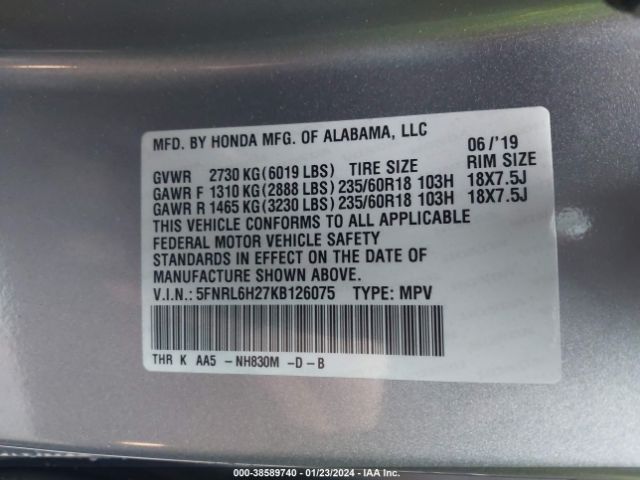 MFD. BY HONDA MFG. OF ALABAMA, LLC 06/'19
GVWR 2730 KG(6019 LBS) TIRE SIZE RIM SIZE
GAWR F 1310 KG(2888 LBS) 235/60R18 103H 18X7.5J
GAWR R 1465 KG(3230 LBS) 235/60R18 103H 18X7.5J
THIS VEHICLE CONFORMS TO ALL APPLICABLE
FEDERAL MOTOR VEHICLE SAFETY
STANDARDS IN EFFECT ON THE DATE OF
MANUFACTURE SHOWN ABOVE.
V.I.N.: 5FNRL6H27KB126075 TYPE: MPV
THR K AA5 -NH830M -D-B
000-38589740 - 01/23/2024 - IAA Inc.